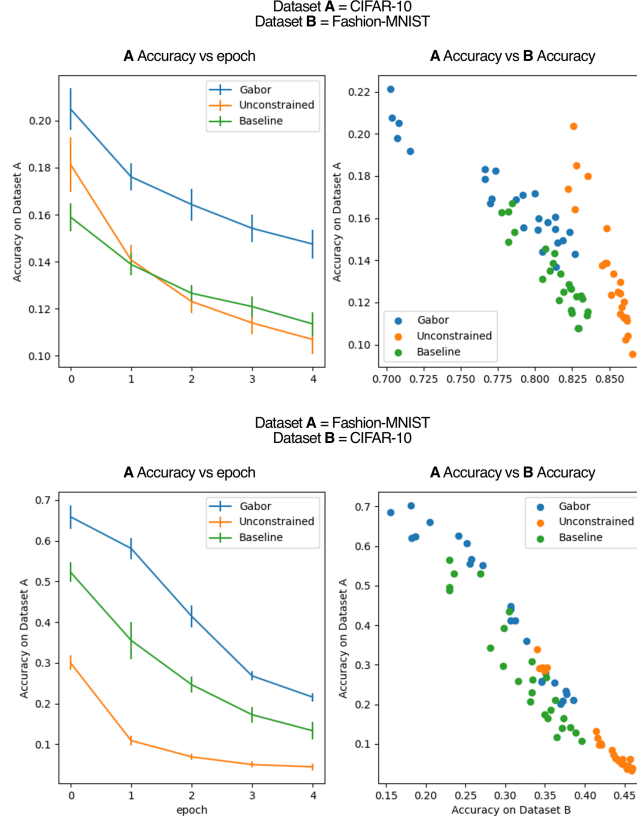 Dataset A = CIFAR-10
Dataset B = Fashion-MNIST
A Accuracy vs epoch
Accuracy on Dataset A
0.20
0.18
0.16
0.14
0.12
0.10
0 1 2 3 4
Gabor
Unconstrained
Baseline
A Accuracy vs B Accuracy
0.22
0.20
0.18
0.16
0.14
0.12
0.10
0.700 0.725 0.750 0.775 0.800 0.825 0.850
Gabor
Unconstrained
Baseline
Dataset A = Fashion-MNIST
Dataset B = CIFAR-10
A Accuracy vs epoch
Accuracy on Dataset A
0.7
0.6
0.5
0.4
0.3
0.2
0.1
0 1 2 3 4
epoch
Gabor
Unconstrained
Baseline
A Accuracy vs B Accuracy
Accuracy on Dataset A
0.7
0.6
0.5
0.4
0.3
0.2
0.1
0.0
0.15 0.20 0.25 0.30 0.35 0.40 0.45
Accuracy on Dataset B
Gabor
Unconstrained
Baseline